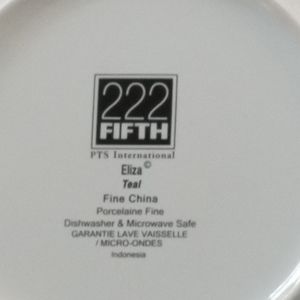 222
FIFTH
PTS International
Eliza©
Teal
Fine China
Porcelaine Fine
Dishwasher & Microwave Safe
GARANTIE LAVE VAISSELLE
/ MICRO-ONDES
Indonesia